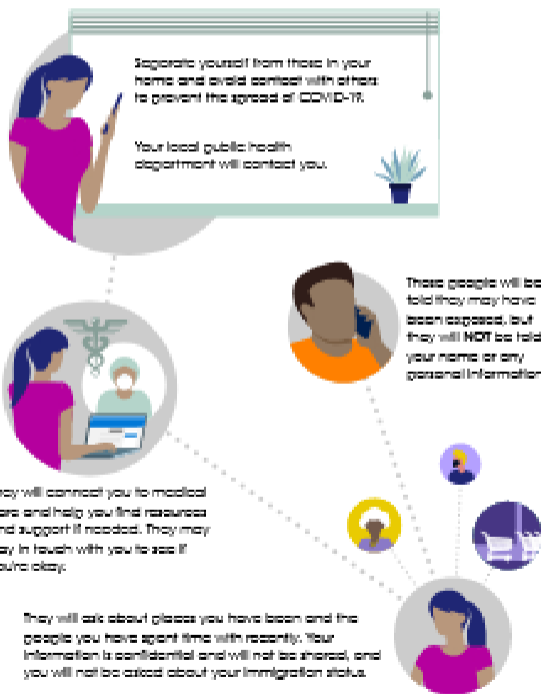 Separate yourself from those in your
home and avoid contact with others
to prevent the spread of COVID-19.
Your local public health
department will contact you.
These people will be
told they may have
been exposed, but
they will NOT be told
your name or any
personal information
They will connect you to medical
care and help you find resources
and support if needed. They may
stay in touch with you to see if
you're okay.
They will ask about places you have been and the
people you have spent time with recently. Your
information is confidential and will not be shared, and
you will not be asked about your immigration status.